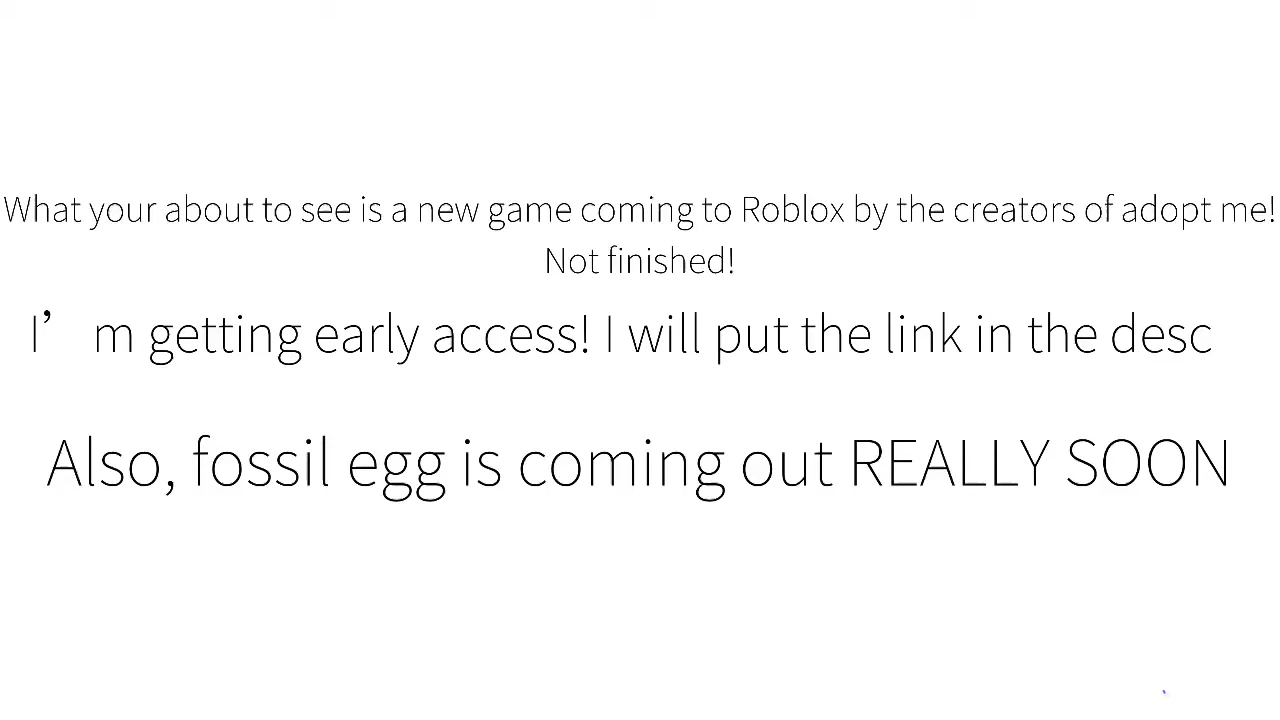 What your about to see is a new game coming to Roblox by the creators of adopt me!
Not finished!
I’m getting early access! I will put the link in the desc
Also, fossil egg is coming out REALLY SOON